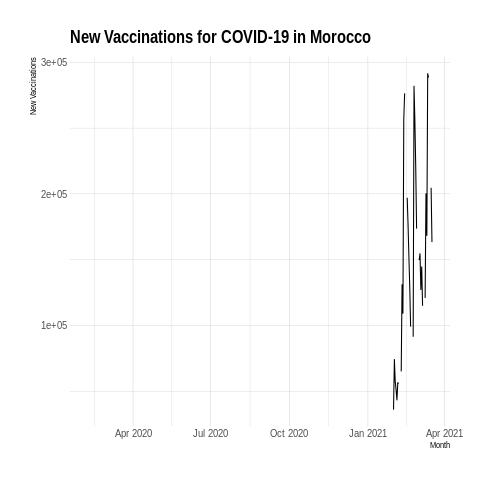 New Vaccinations for COVID-19 in Morocco
New Vaccinations
3e+05
2e+05
1e+05
Apr 2020
Jul 2020
Oct 2020
Jan 2021
Apr 2021
Month